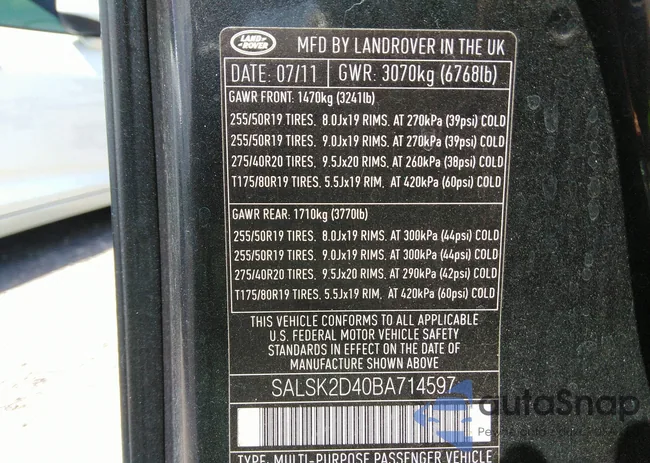 LAND ROVER
MFD BY LANDROVER IN THE UK
DATE: 07/11 GWR: 3070kg (6768lb)
GAWR FRONT: 1470kg (3241lb)
255/50R19 TIRES. 8.0Jx19 RIMS. AT 270kPa (39psi) COLD
255/50R19 TIRES. 9.0Jx19 RIMS. AT 270kPa (39psi) COLD
275/40R20 TIRES. 9.5Jx20 RIMS. AT 260kPa (38psi) COLD
T175/80R19 TIRES. 5.5Jx19 RIM, AT 420kPa (60psi) COLD
GAWR REAR: 1710kg (3770lb)
255/50R19 TIRES. 8.0Jx19 RIMS. AT 300kPa (44psi) COLD
255/50R19 TIRES. 9.0Jx19 RIMS. AT 300kPa (44psi) COLD
275/40R20 TIRES. 9.5Jx20 RIMS. AT 290kPa (42psi) COLD
T175/80R19 TIRES. 5.5Jx19 RIM, AT 420kPa (60psi) COLD
THIS VEHICLE CONFORMS TO ALL APPLICABLE
U.S. FEDERAL MOTOR VEHICLE SAFETY
STANDARDS IN EFFECT ON THE DATE OF
MANUFACTURE SHOWN ABOVE
SALSK2D40BA714597
autoSnap
TYPE: MULTI-PURPOSE PASSENGER VEHICLE